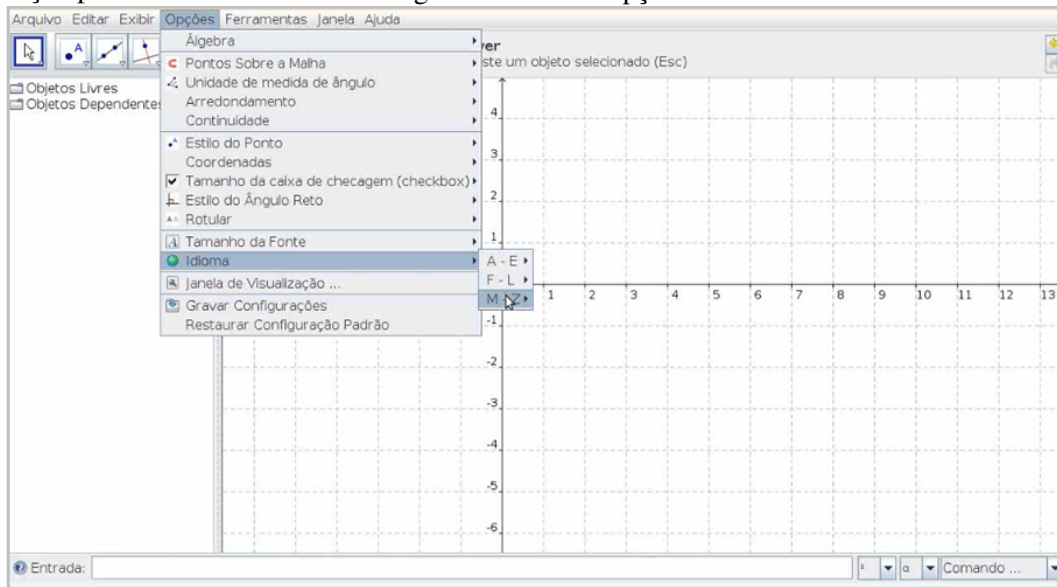 Arquivo Editar Exibir Opções Ferramentas Janela Ajuda
Álgebra
Pontos Sobre a Malha
Unidade de medida de ângulo
Arredondamento
Continuidade
Estilo do Ponto
Coordenadas
Tamanho da caixa de checagem (checkbox)
Estilo do Ângulo Reto
Rotular
Tamanho da Fonte
Idioma
Janela de Visualização ...
Gravar Configurações
Restaurar Configuração Padrão
A - E
F - L
M - Z
ver
ste um objeto selecionado (Esc)
Objetos Livres
Objetos Dependentes
4
3
2
1
1 2 3 4 5 6 7 8 9 10 11 12 13
-1
-2
-3
-4
-5
-6
Entrada:
α
Comando ...